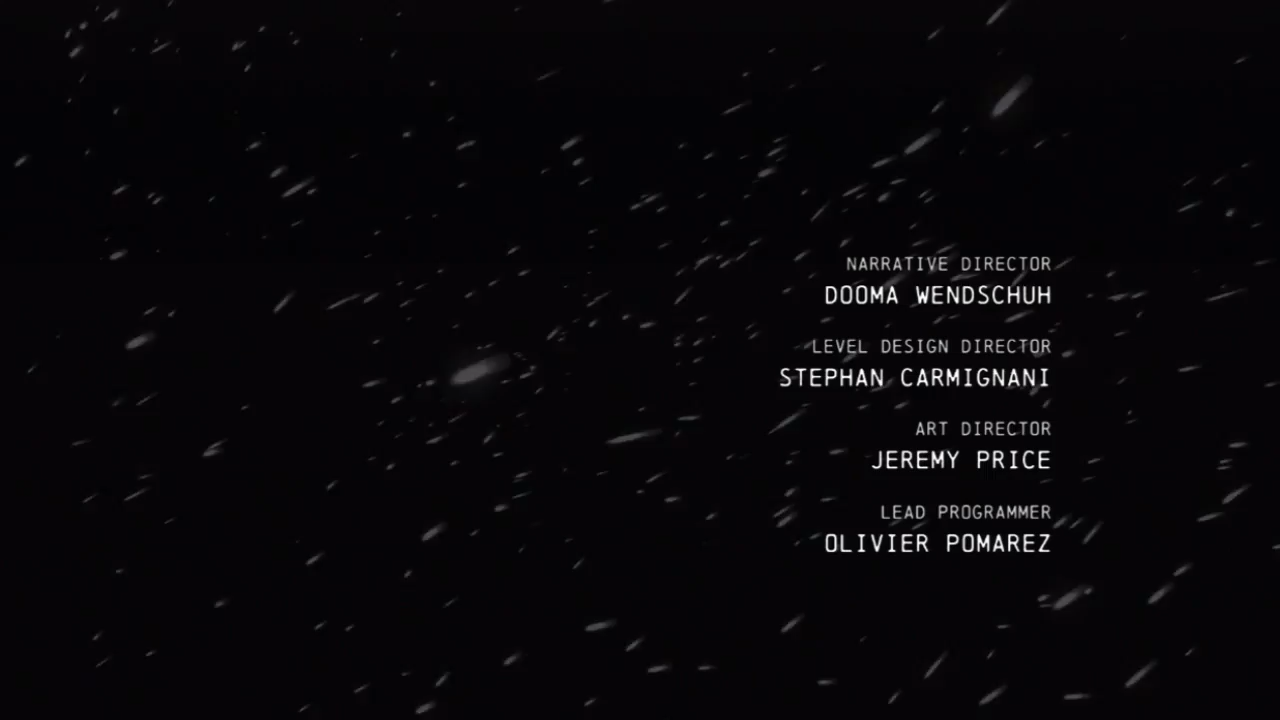 NARRATIVE DIRECTOR
DOOMA WENDSCHUH
LEVEL DESIGN DIRECTOR
STEPHAN CARMIGNANI
ART DIRECTOR
JEREMY PRICE
LEAD PROGRAMMER
OLIVIER POMAREZ